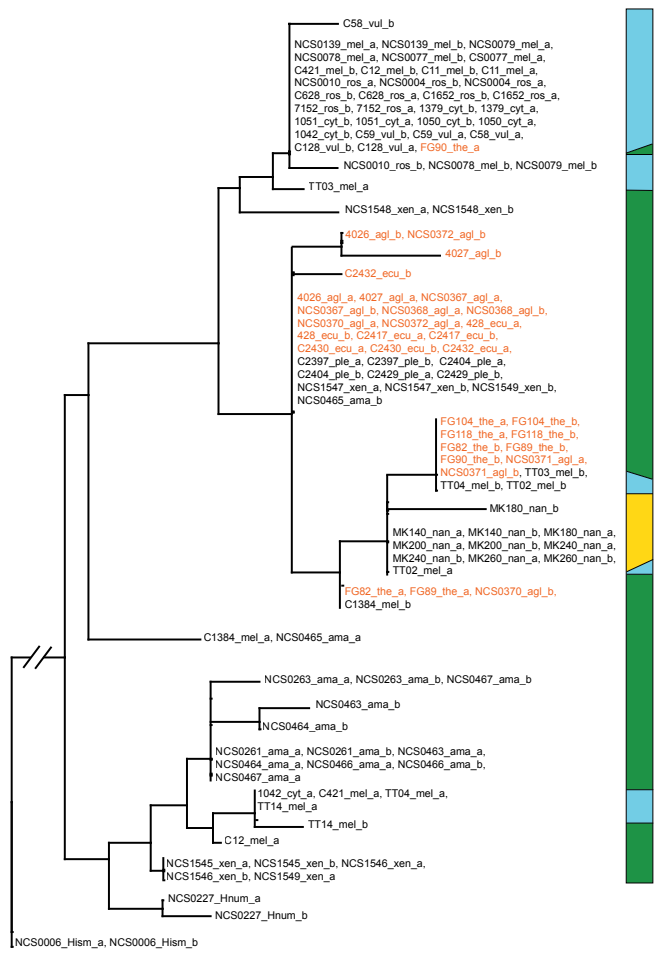 C58_vul_b
NCS0139_mel_a, NCS0139_mel_b, NCS0079_mel_a,
NCS0078_mel_a, NCS0077_mel_b, CS0077_mel_a,
C421_mel_b, C12_mel_b, C11_mel_b, C11_mel_a,
NCS0010_ros_a, NCS0004_ros_b, NCS0004_ros_a,
C628_ros_b, C628_ros_a, C1652_ros_b, C1652_ros_a,
7152_ros_b, 7152_ros_a, 1379_cyt_b, 1379_cyt_a,
1051_cyt_b, 1051_cyt_a, 1050_cyt_b, 1050_cyt_a,
1042_cyt_b, C59_vul_b, C59_vul_a, C58_vul_a,
C128_vul_b, C128_vul_a, FG90_the_a
NCS0010_ros_b, NCS0078_mel_b, NCS0079_mel_b
TT03_mel_a
NCS1548_xen_a, NCS1548_xen_b
4026_agl_b, NCS0372_agl_b
4027_agl_b
C2432_ecu_b
4026_agl_a, 4027_agl_a, NCS0367_agl_a,
NCS0367_agl_b, NCS0368_agl_a, NCS0368_agl_b,
NCS0370_agl_a, NCS0372_agl_a, 428_ecu_a,
428_ecu_b, C2417_ecu_a, C2417_ecu_b,
C2430_ecu_a, C2430_ecu_b, C2432_ecu_a,
C2397_ple_a, C2397_ple_b, C2404_ple_a,
C2404_ple_b, C2429_ple_a, C2429_ple_b,
NCS1547_xen_a, NCS1547_xen_b, NCS1549_xen_b,
NCS0465_ama_b
FG104_the_a, FG104_the_b,
FG118_the_a, FG118_the_b,
FG82_the_b, FG89_the_b,
FG90_the_b, NCS0371_agl_a,
NCS0371_agl_b, TT03_mel_b,
TT04_mel_b, TT02_mel_b
MK180_nan_b
MK140_nan_a, MK140_nan_b, MK180_nan_a,
MK200_nan_a, MK200_nan_b, MK240_nan_a,
MK240_nan_b, MK260_nan_a, MK260_nan_b,
TT02_mel_a
FG82_the_a, FG89_the_a, NCS0370_agl_b,
C1384_mel_b
C1384_mel_a, NCS0465_ama_a
NCS0263_ama_a, NCS0263_ama_b, NCS0467_ama_b
NCS0463_ama_b
NCS0464_ama_b
NCS0261_ama_a, NCS0261_ama_b, NCS0463_ama_a,
NCS0464_ama_a, NCS0466_ama_a, NCS0466_ama_b,
NCS0467_ama_a
1042_cyt_a, C421_mel_a, TT04_mel_a,
TT14_mel_a
TT14_mel_b
C12_mel_a
NCS1545_xen_a, NCS1545_xen_b, NCS1546_xen_a,
NCS1546_xen_b, NCS1549_xen_a
NCS0227_Hnum_a
NCS0227_Hnum_b
NCS0006_Hism_a, NCS0006_Hism_b